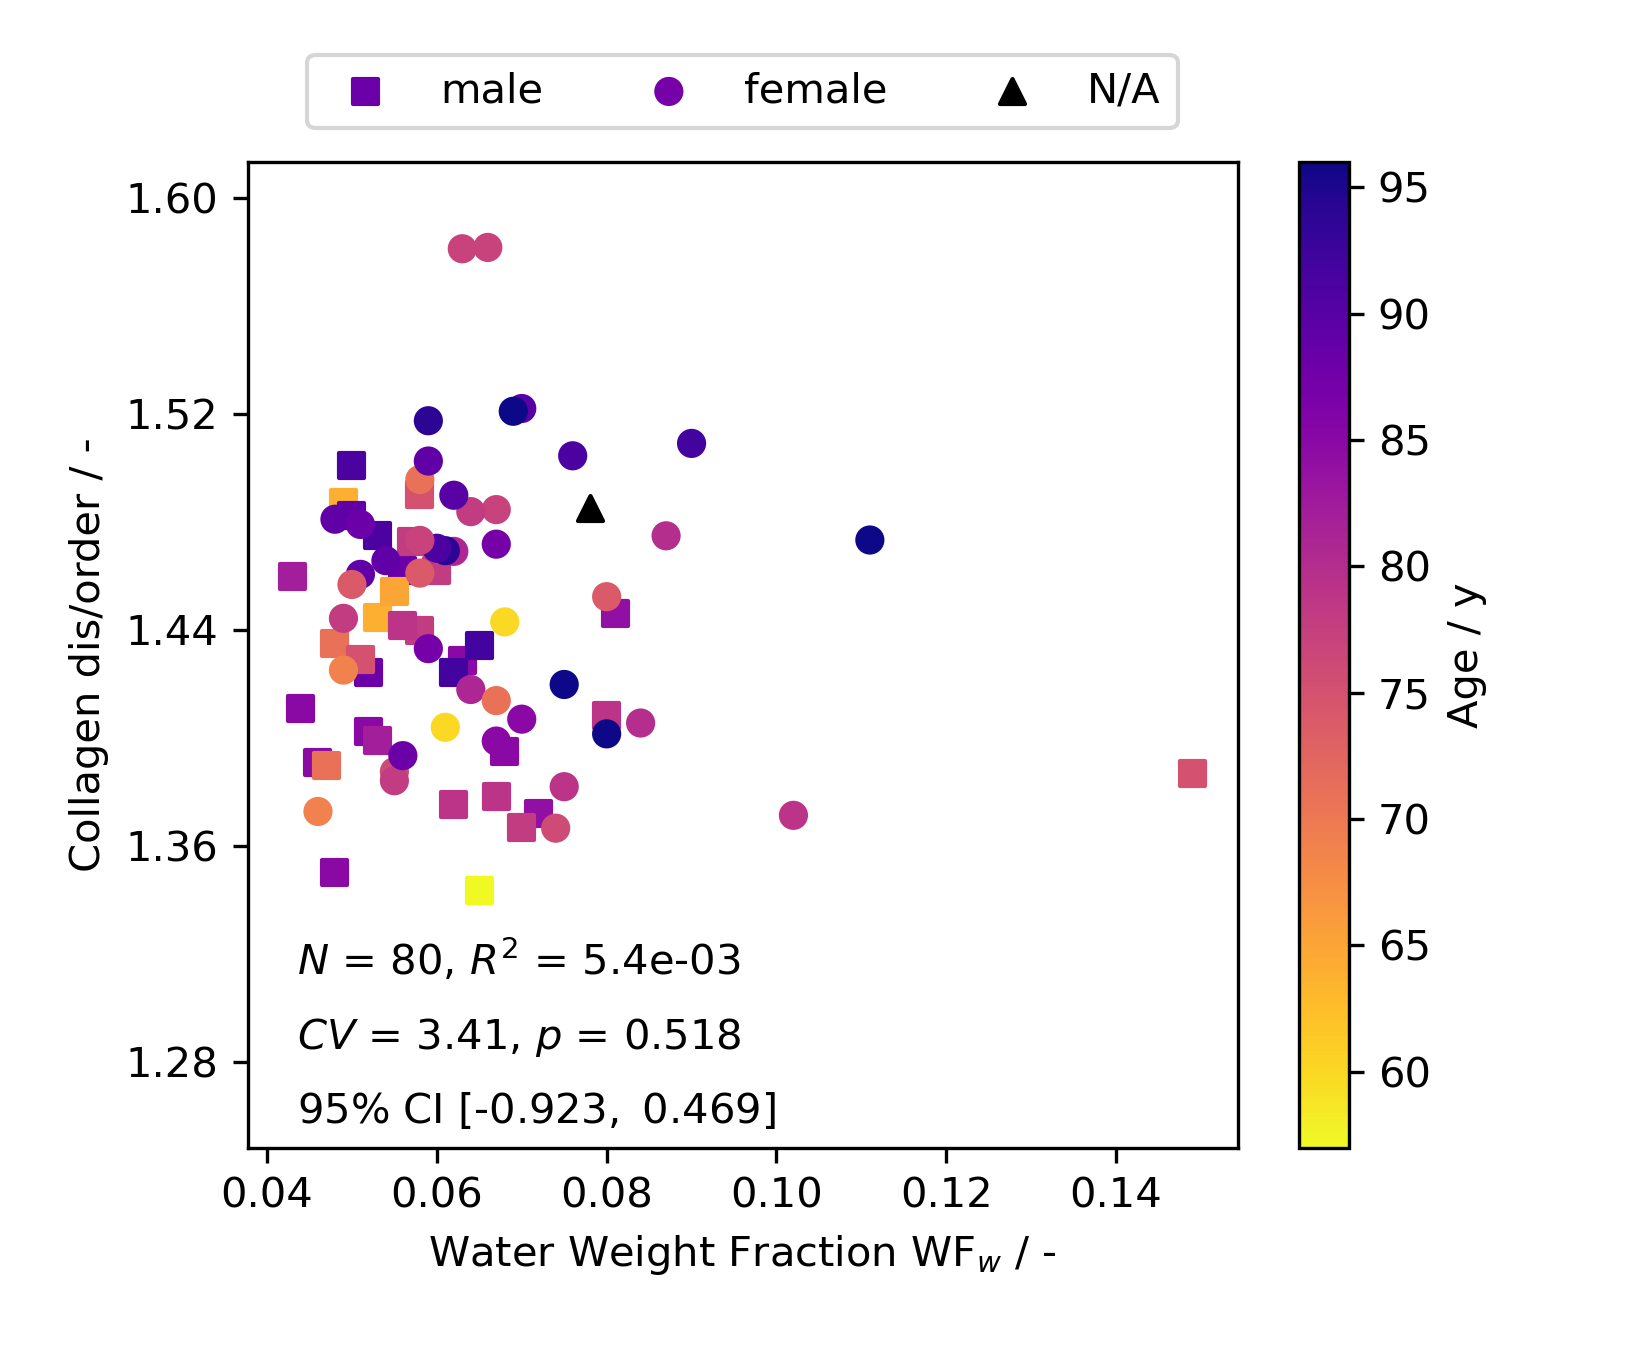 male female N/A
1.60
1.52
1.44
1.36
1.28
Collagen dis/order / -
N = 80, R² = 5.4e-03
CV = 3.41, p = 0.518
95% CI [-0.923, 0.469]
0.04 0.06 0.08 0.10 0.12 0.14
Water Weight Fraction WF_w / -
95
90
85
80
75
70
65
60
Age / y